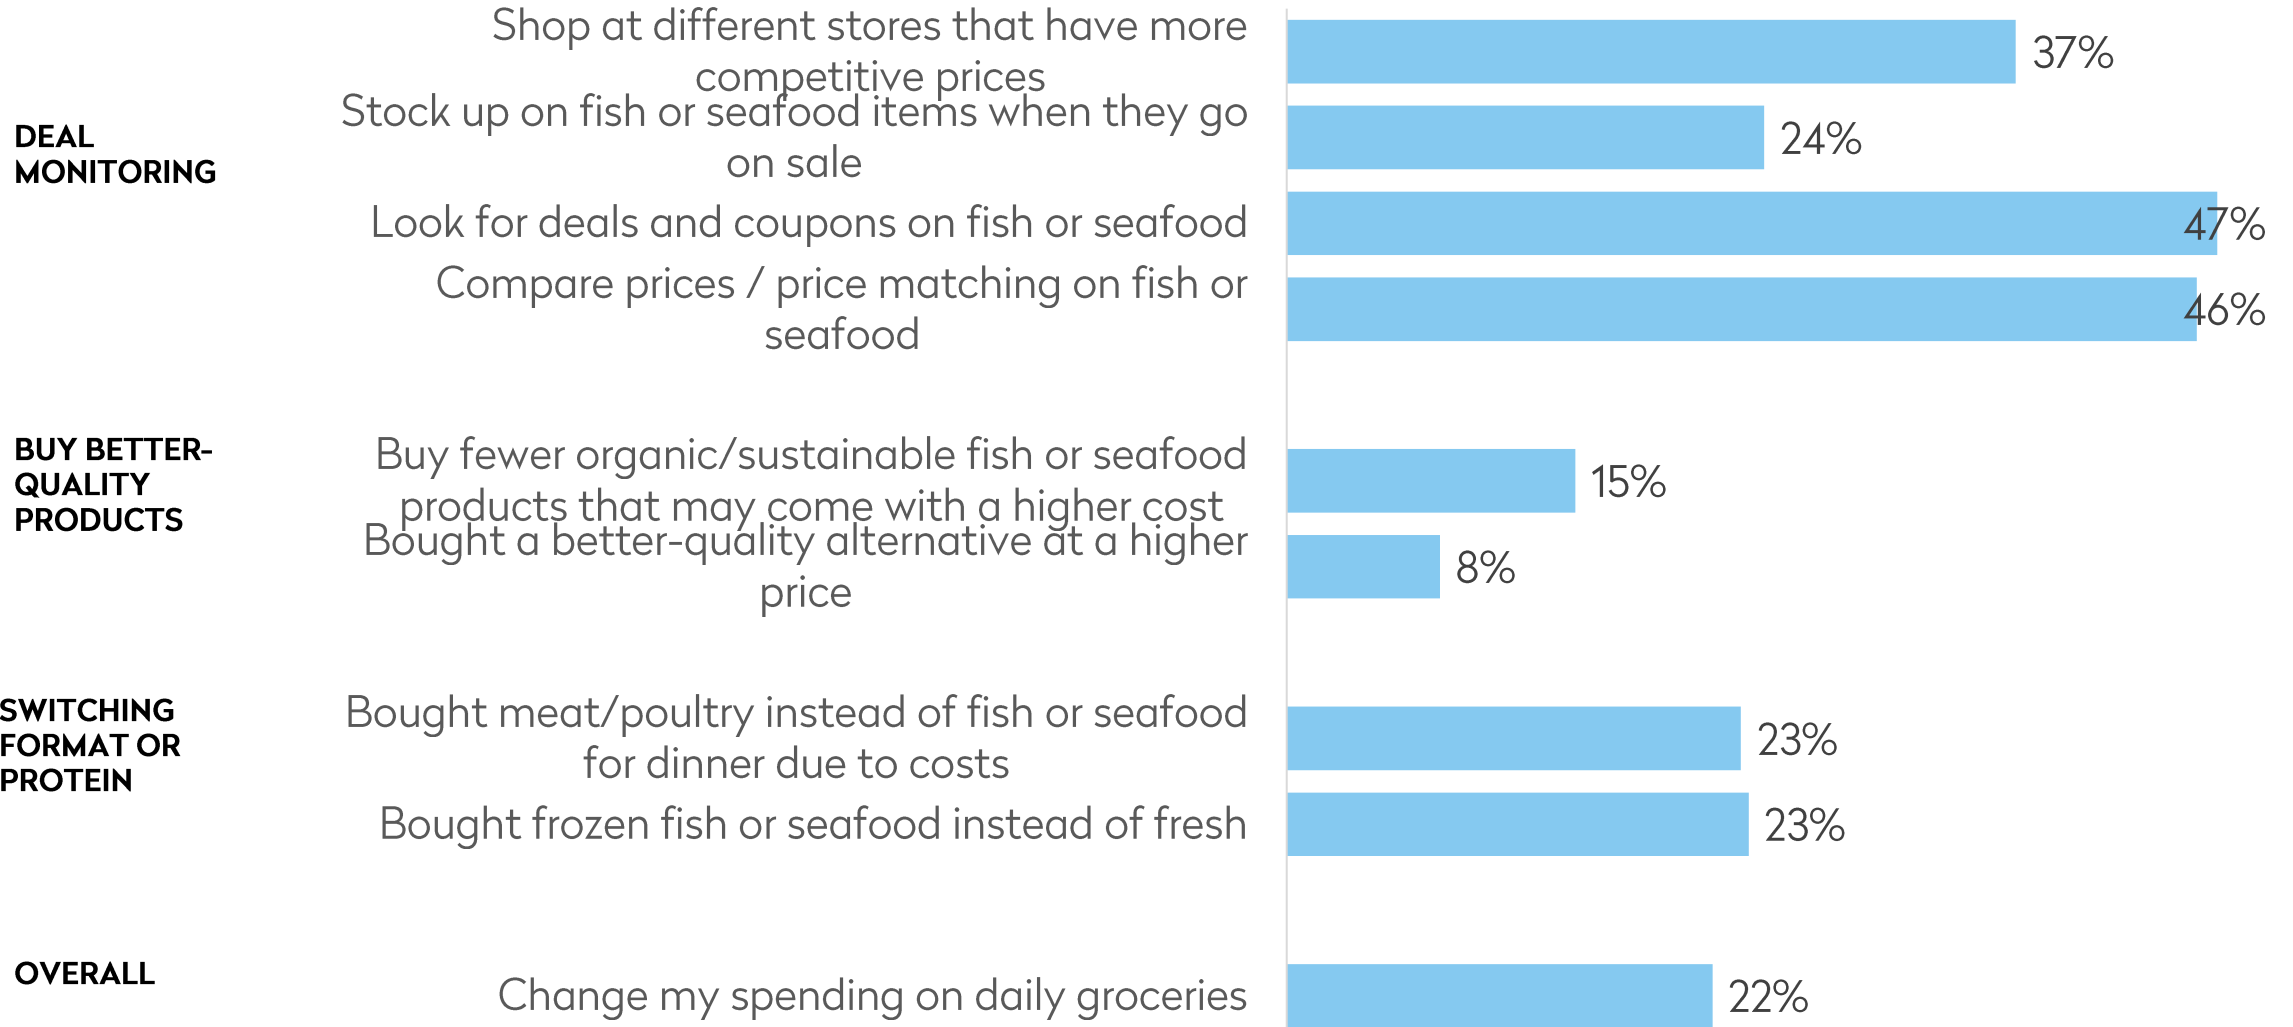 Shop at different stores that have more
competitive prices
37%
DEAL
MONITORING
Stock up on fish or seafood items when they go
on sale
24%
Look for deals and coupons on fish or seafood
47%
Compare prices / price matching on fish or
seafood
46%
BUY BETTER-
QUALITY
PRODUCTS
Buy fewer organic/sustainable fish or seafood
products that may come with a higher cost
15%
Bought a better-quality alternative at a higher
price
8%
SWITCHING
FORMAT OR
PROTEIN
Bought meat/poultry instead of fish or seafood
for dinner due to costs
23%
Bought frozen fish or seafood instead of fresh
23%
OVERALL
Change my spending on daily groceries
22%